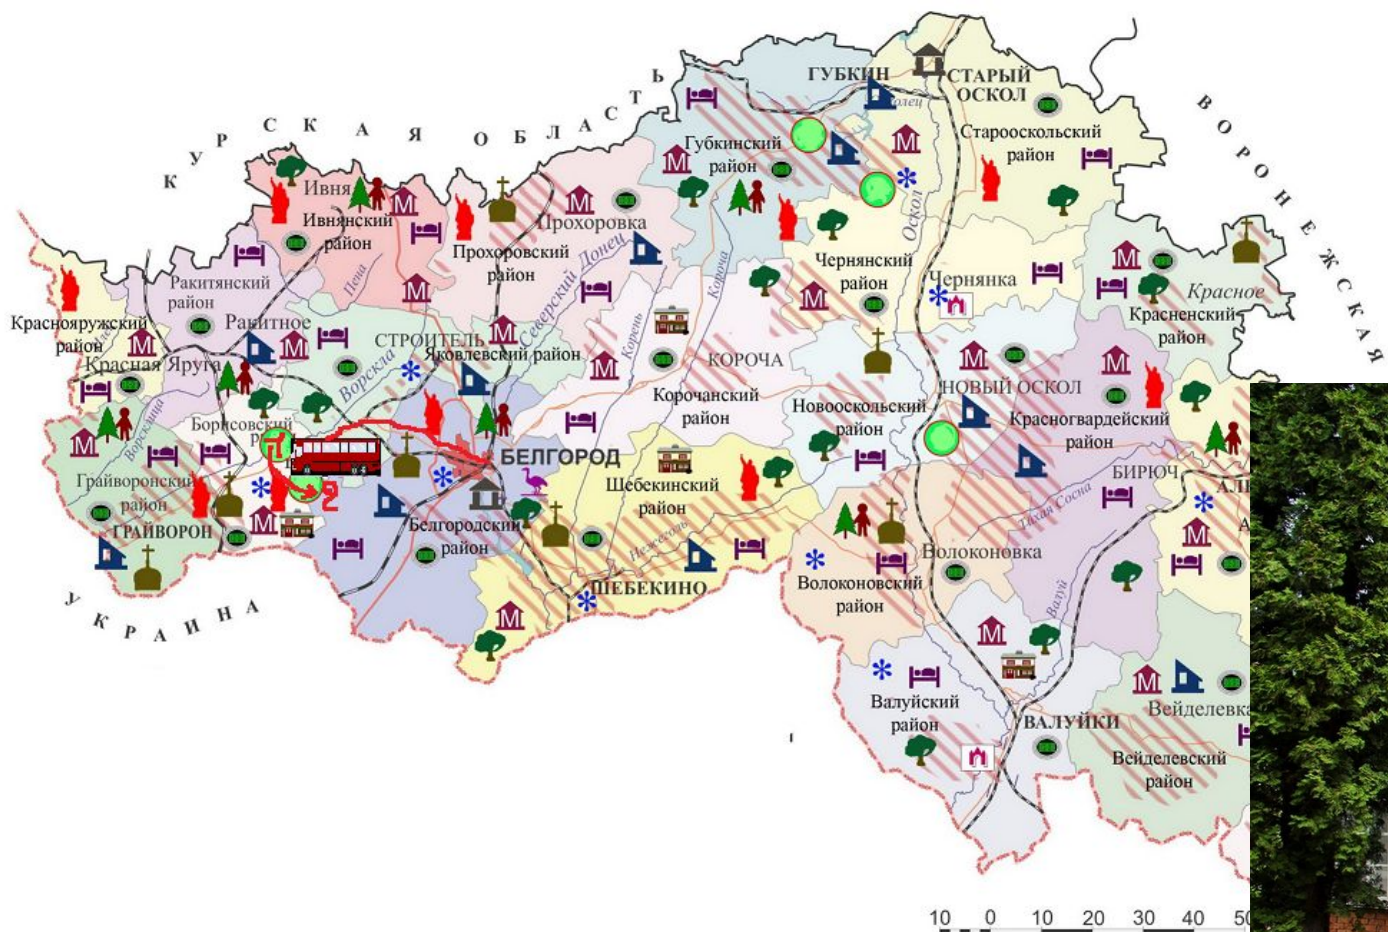 КУРСКАЯ ОБЛАСТЬ
ВОРОНЕЖСКАЯ
ГУБКИН
СТАРЫЙ
ОСКОЛ
Старооскольский
район
Губкинский
район
Ивня
Ивнянский
район
Прохоровка
Прохоровский
район
Северский Донец
Короча
Корень
Оскол
Чернянский
район
Чернянка
Красное
Красненский
район
Ракитянский
район
Пена
Ракитное
Краснояружский
район
Красная Яруга
СТРОИТЕЛЬ
Яковлевский район
Ворскла
КОРОЧА
Корочанский
район
НОВЫЙ ОСКОЛ
Новооскольский
район
Красногвардейский
район
БИРЮЧ
Тихая Сосна
Борисовский
Ворсклица
Грайворонский
район
ГРАЙВОРОН
1
2
БЕЛГОРОД
Белгородский
район
Шебекинский
район
Нежеголь
ШЕБЕКИНО
Волоконовка
Волоконовский
район
Валуй
УКРАИНА
Валуйский
район
ВАЛУЙКИ
Вейделевка
Вейделевский
район
10 0 10 20 30 40